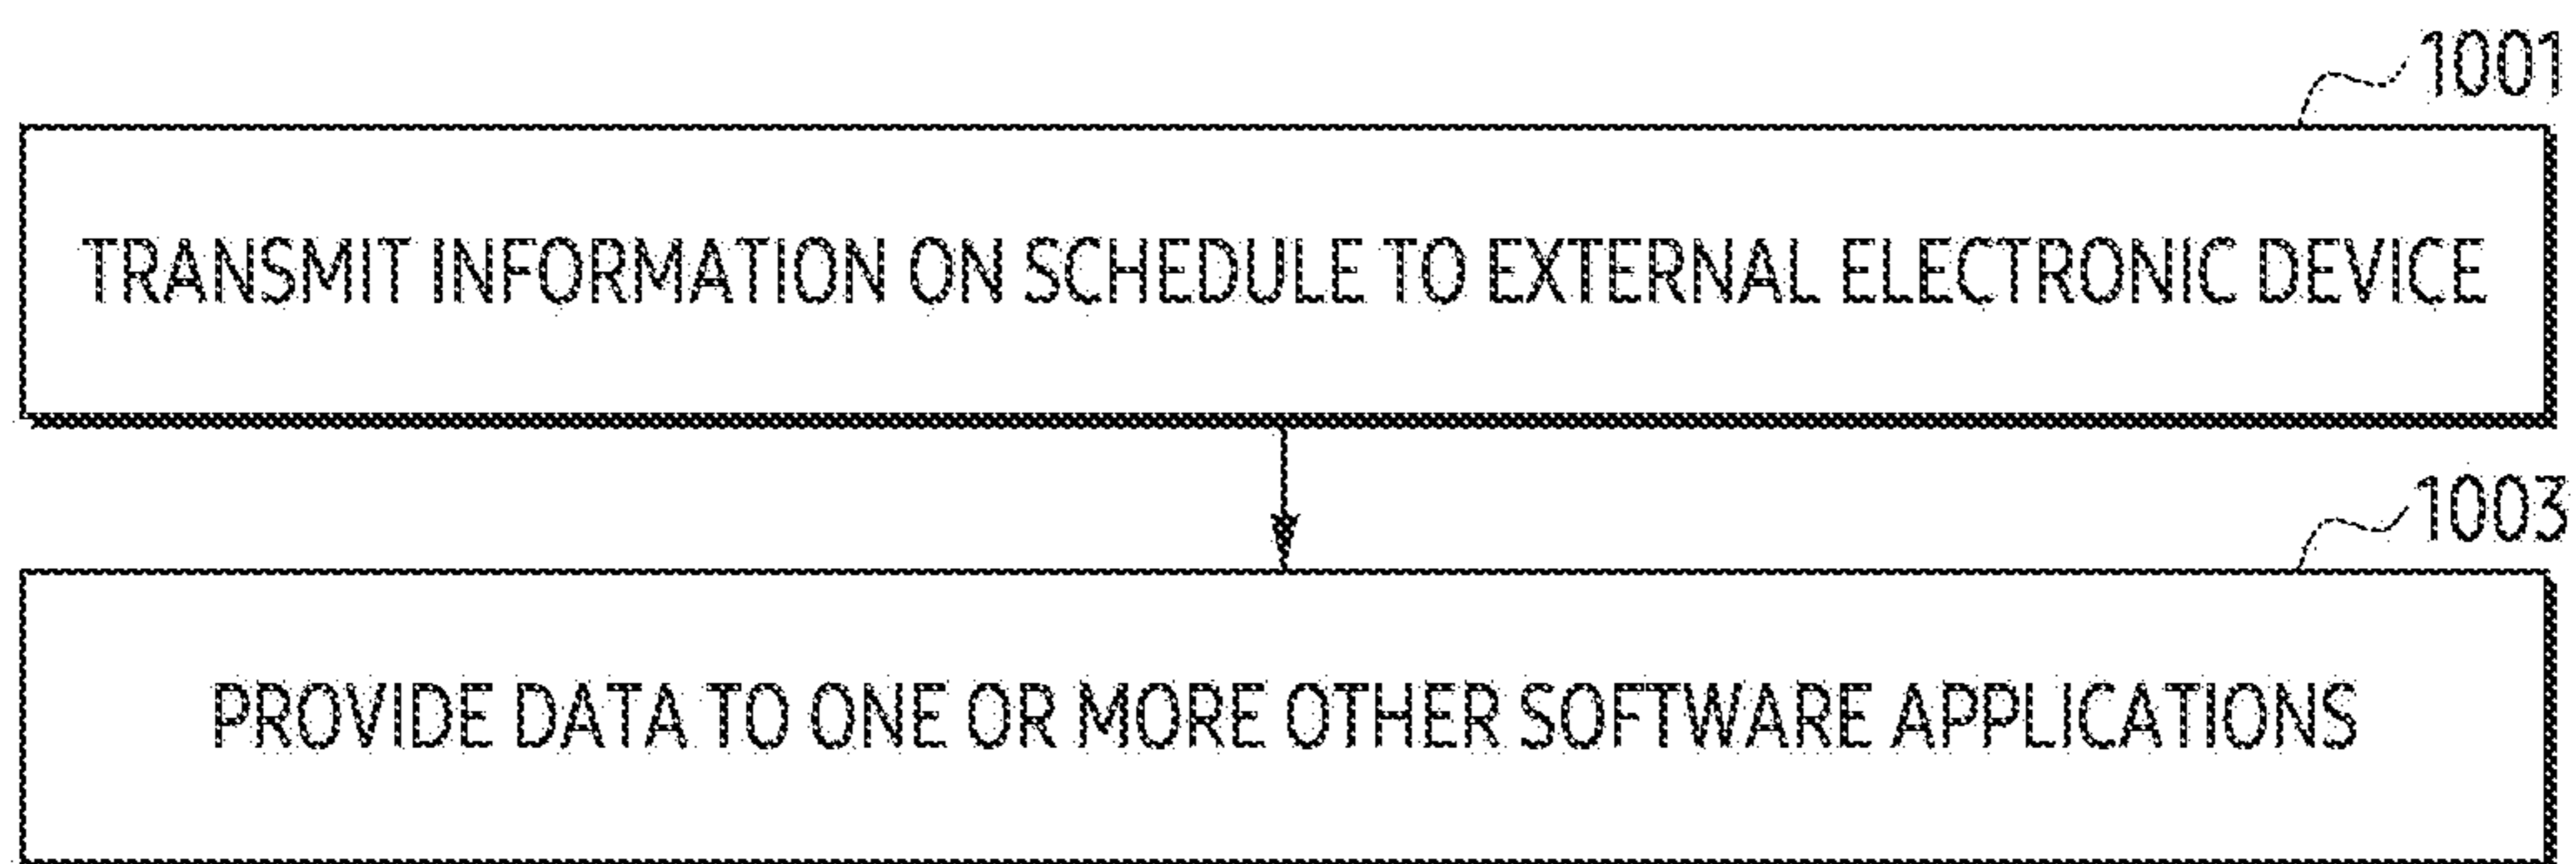 1001
TRANSMIT INFORMATION ON SCHEDULE TO EXTERNAL ELECTRONIC DEVICE
1003
PROVIDE DATA TO ONE OR MORE OTHER SOFTWARE APPLICATIONS